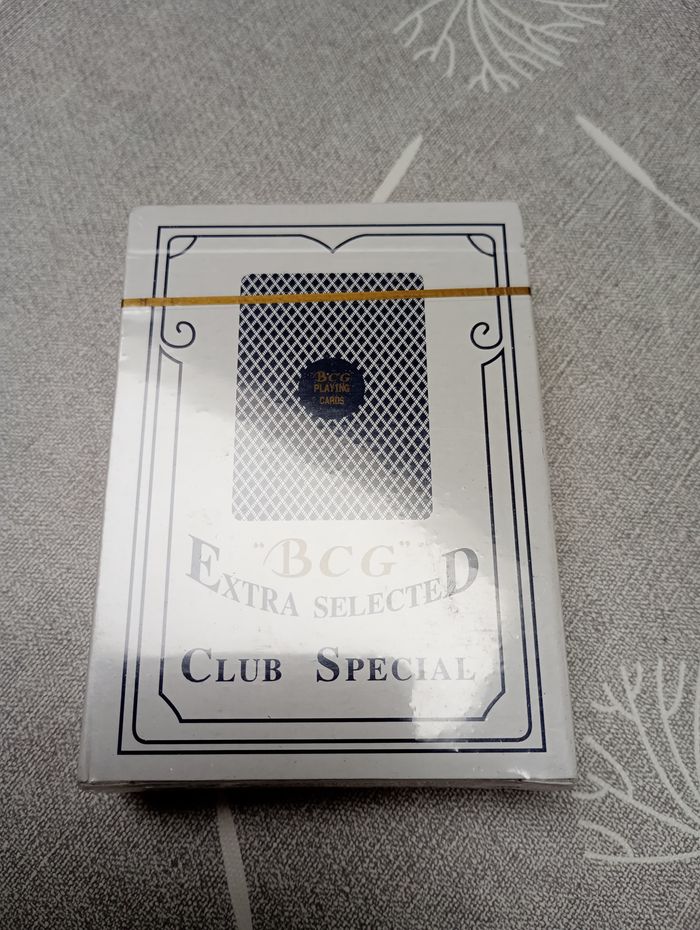 BCG
PLAYING
CARDS
"BCG"
EXTRA SELECTED
CLUB SPECIAL